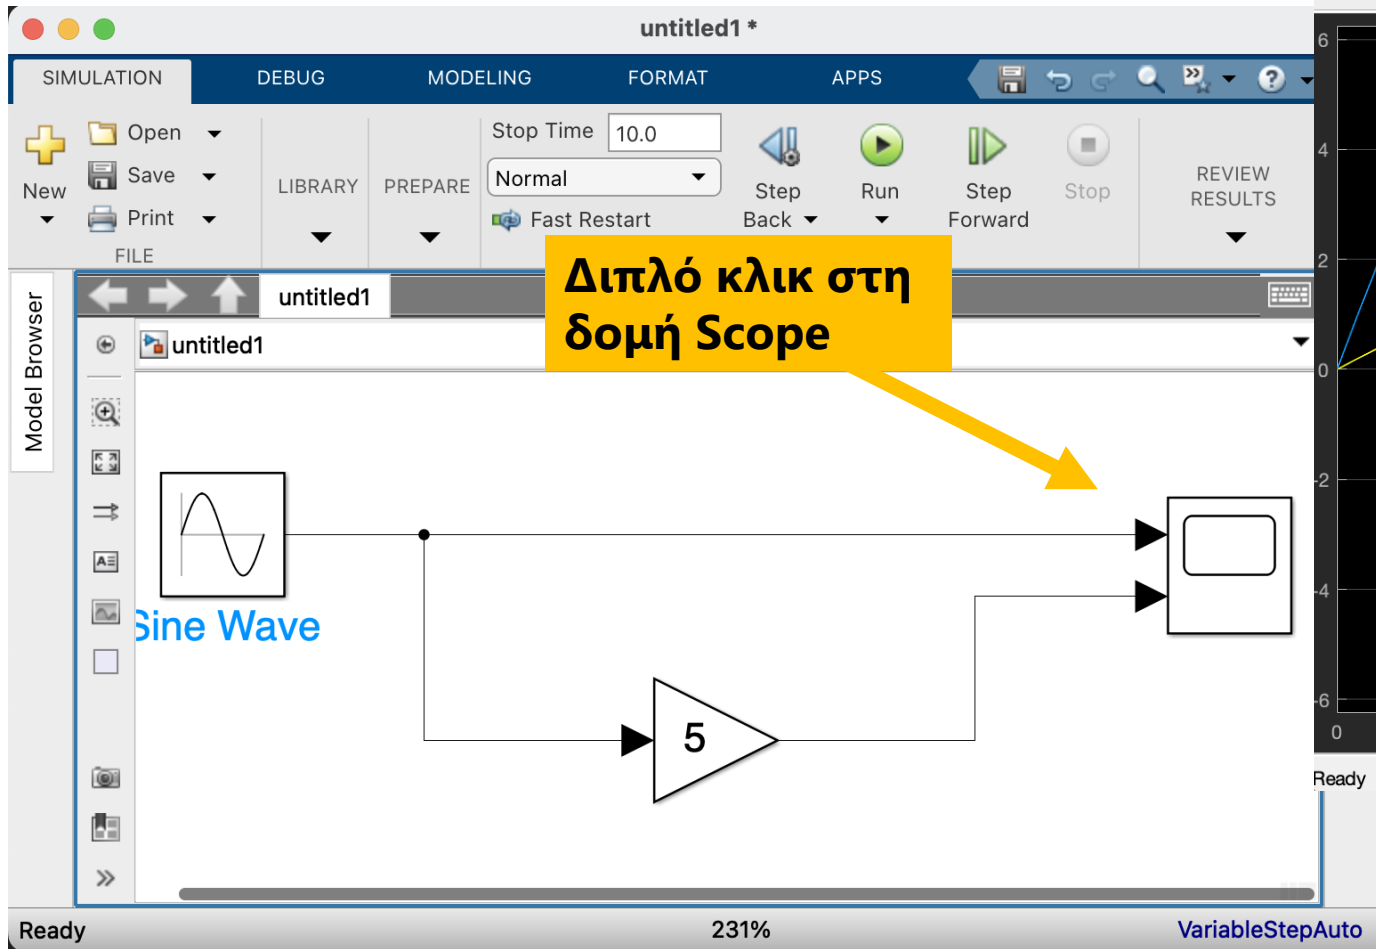 untitled1 *
SIMULATION DEBUG MODELING FORMAT APPS
New
Open
Save
Print
FILE
LIBRARY
PREPARE
Stop Time 10.0
Normal
Fast Restart
Step Back
Run
Step Forward
Stop
REVIEW RESULTS
Model Browser
untitled1
untitled1
Διπλό κλικ στη
δομή Scope
Sine Wave
5
6
4
2
0
-2
-4
-6
0
Ready
Ready 231% VariableStepAuto